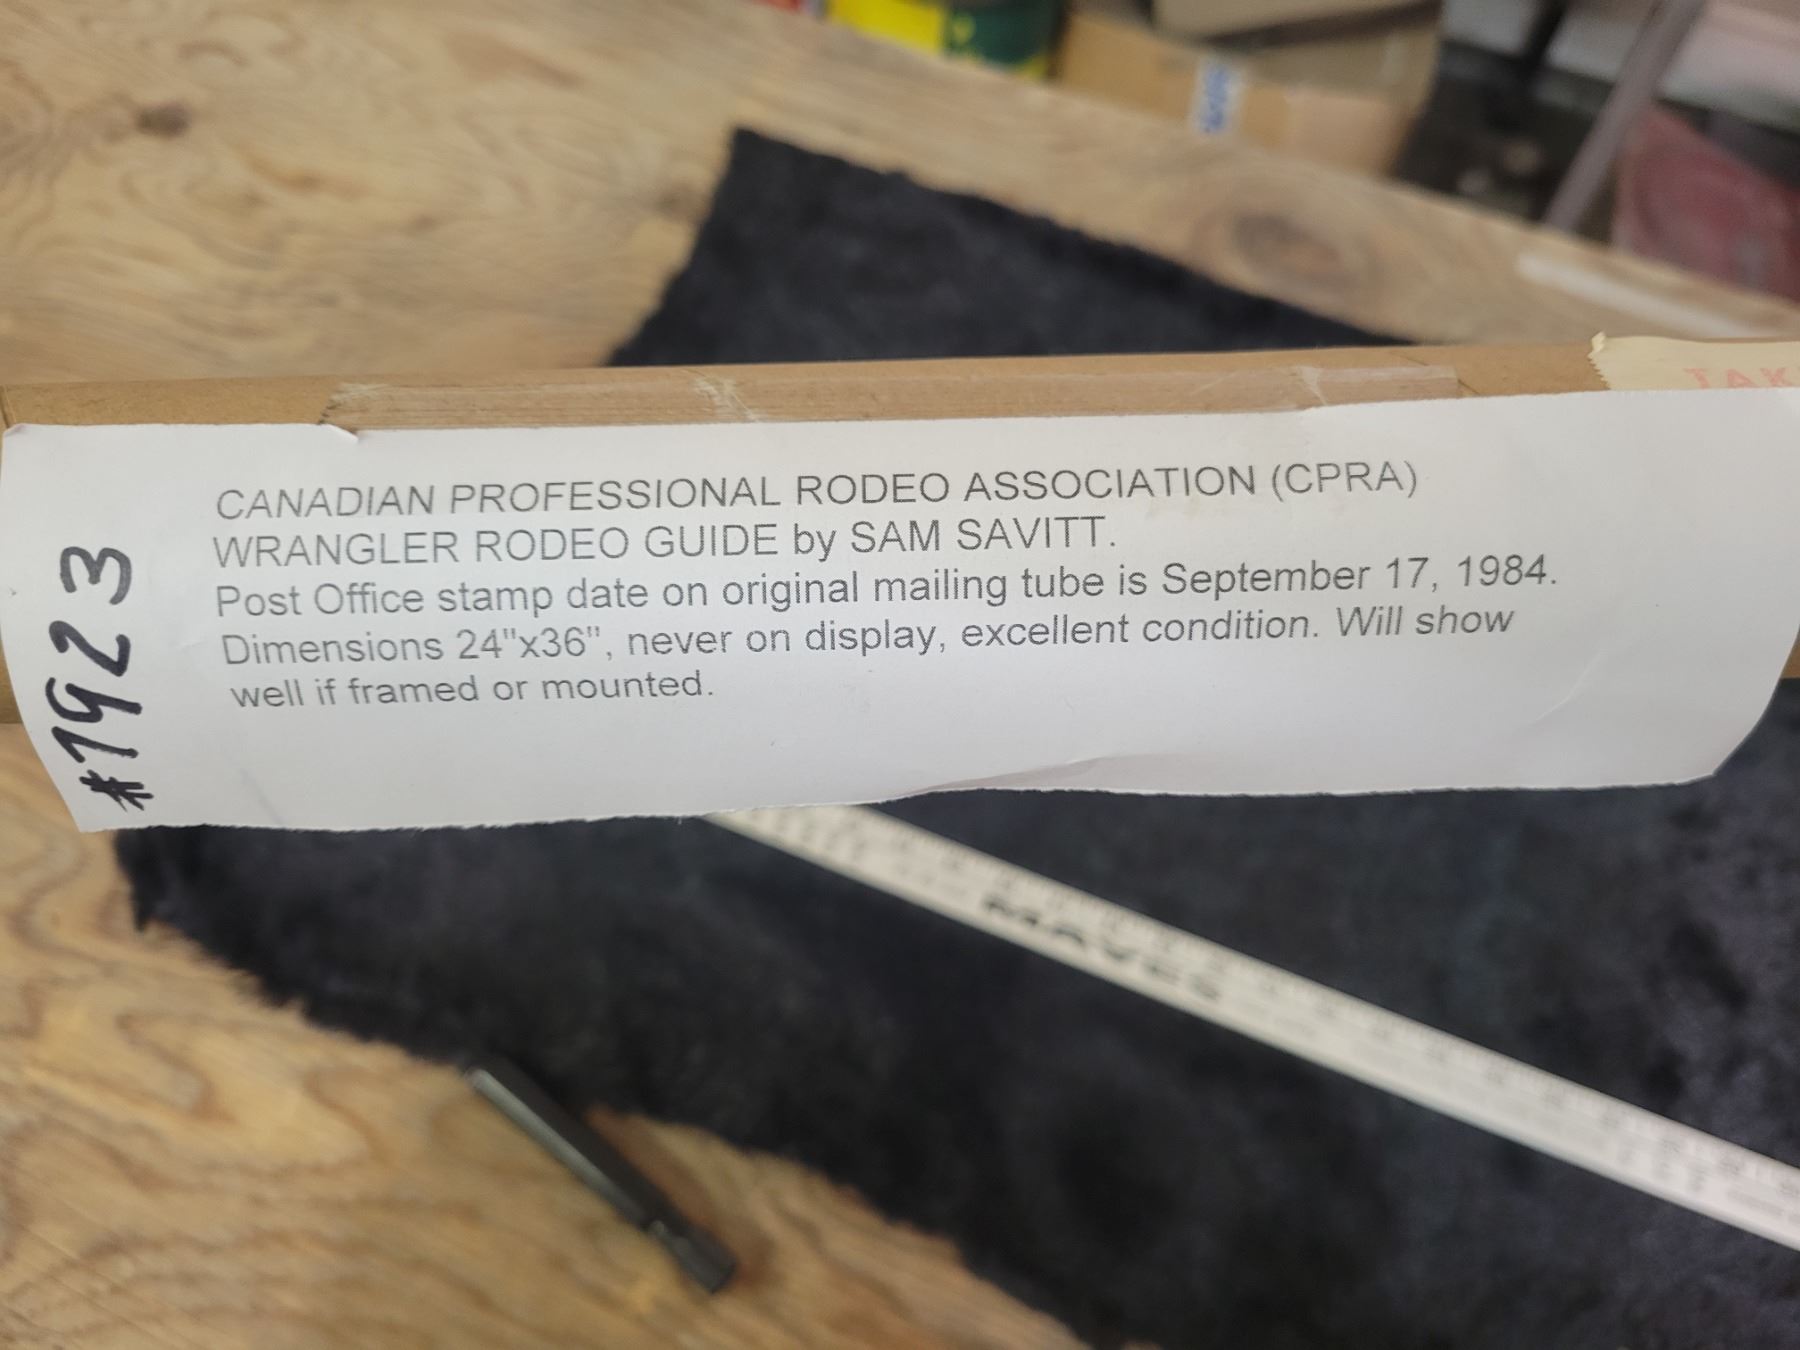 CANADIAN PROFESSIONAL RODEO ASSOCIATION (CPRA)
WRANGLER RODEO GUIDE by SAM SAVITT.
Post Office stamp date on original mailing tube is September 17, 1984.
Dimensions 24"x36", never on display, excellent condition. Will show
well if framed or mounted.
#1923
TAK
MAYES